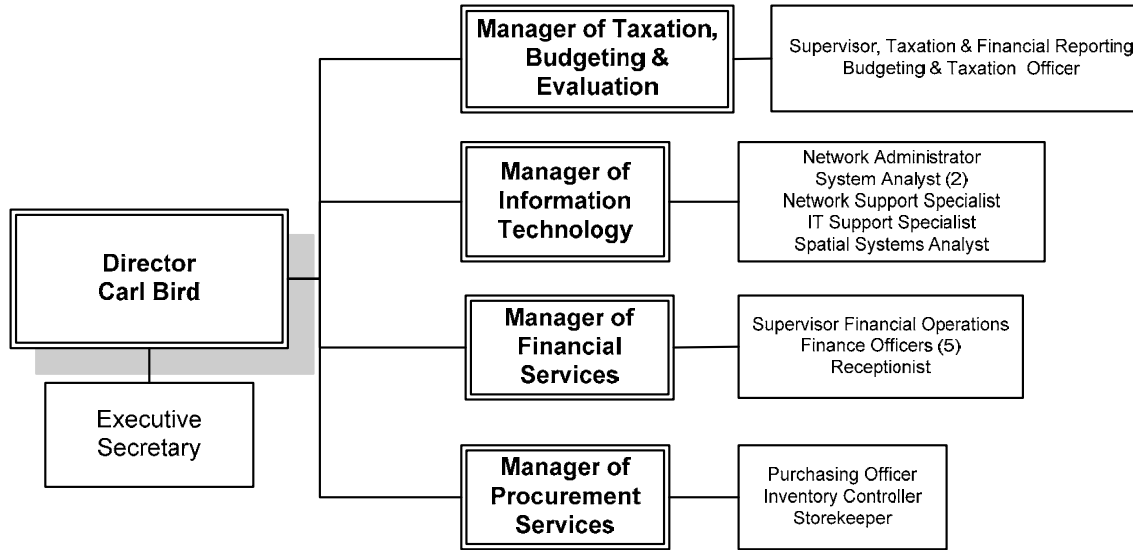 Director
Carl Bird
Executive
Secretary
Manager of Taxation,
Budgeting &
Evaluation
Supervisor, Taxation & Financial Reporting
Budgeting & Taxation Officer
Manager of
Information
Technology
Network Administrator
System Analyst (2)
Network Support Specialist
IT Support Specialist
Spatial Systems Analyst
Manager of
Financial
Services
Supervisor Financial Operations
Finance Officers (5)
Receptionist
Manager of
Procurement
Services
Purchasing Officer
Inventory Controller
Storekeeper